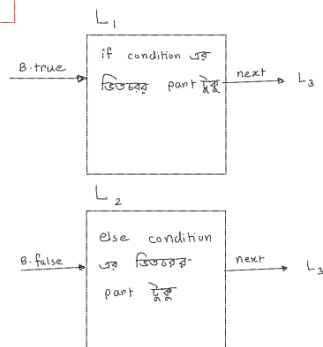 L1
if condition এর
B.true
ভিতরের part টুকু
next
L3
L2
else condition
B.false
এর ভিতরের
next
L3
part টুকু